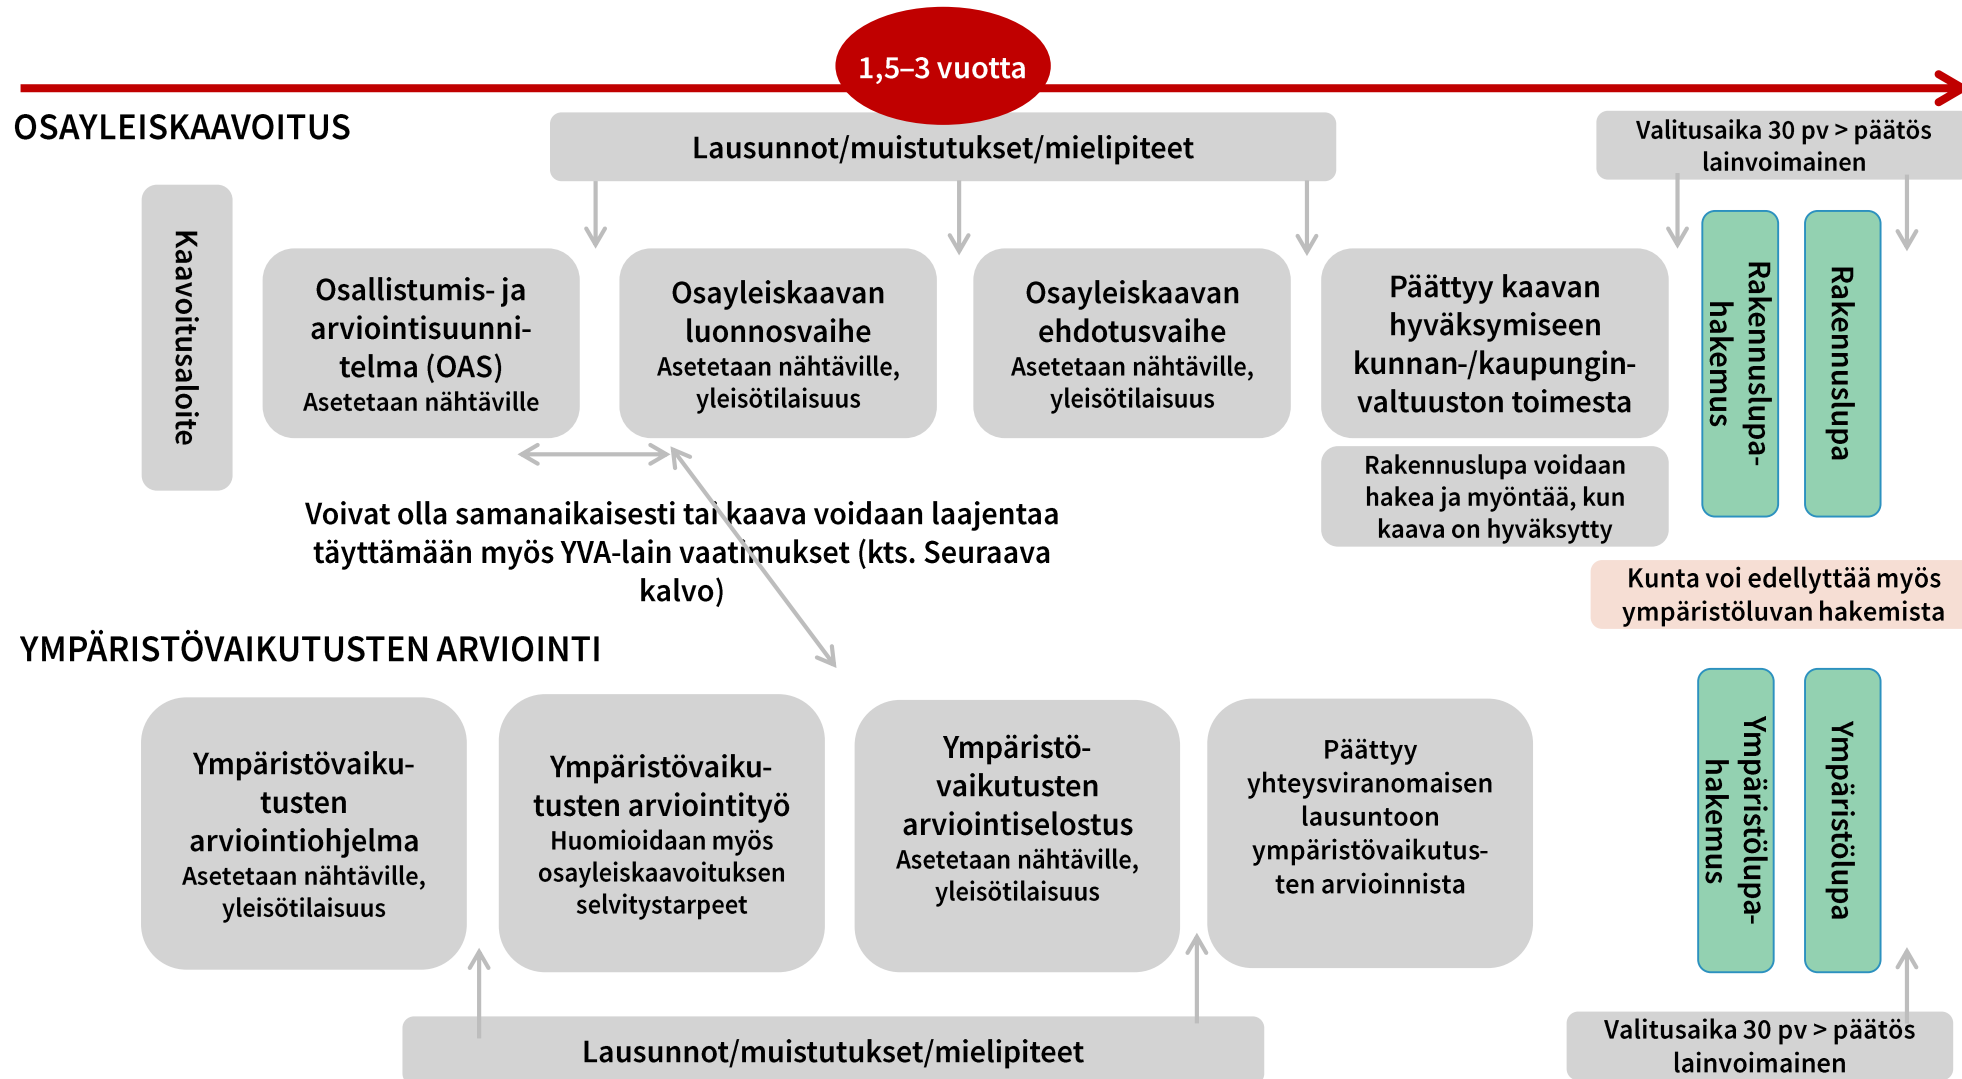 1,5–3 vuotta
OSAYLEISKAAVOITUS
Lausunnot/muistutukset/mielipiteet
Valitusaika 30 pv > päätös
lainvoimainen
Kaavoitusaloite
Osallistumis- ja
arviointisuunni-
telma (OAS)
Asetetaan nähtäville
Osayleiskaavan
luonnosvaihe
Asetetaan nähtäville,
yleisötilaisuus
Osayleiskaavan
ehdotusvaihe
Asetetaan nähtäville,
yleisötilaisuus
Päättyy kaavan
hyväksymiseen
kunnan-/kaupungin-
valtuuston toimesta
Rakennuslupa voidaan
hakea ja myöntää, kun
kaava on hyväksytty
Rakennuslupa-
hakemus
Rakennuslupa
Voivat olla samanaikaisesti tai kaava voidaan laajentaa
täyttämään myös YVA-lain vaatimukset (kts. Seuraava
kalvo)
Kunta voi edellyttää myös
ympäristöluvan hakemista
YMPÄRISTÖVAIKUTUSTEN ARVIOINTI
Ympäristövaiku-
tusten
arviointiohjelma
Asetetaan nähtäville,
yleisötilaisuus
Ympäristövaiku-
tusten arviointityö
Huomioidaan myös
osayleiskaavoituksen
selvitystarpeet
Ympäristö-
vaikutusten
arviointiselostus
Asetetaan nähtäville,
yleisötilaisuus
Päättyy
yhteysviranomaisen
lausuntoon
ympäristövaikutus-
ten arvioinnista
Ympäristölupa-
hakemus
Ympäristölupa
Lausunnot/muistutukset/mielipiteet
Valitusaika 30 pv > päätös
lainvoimainen